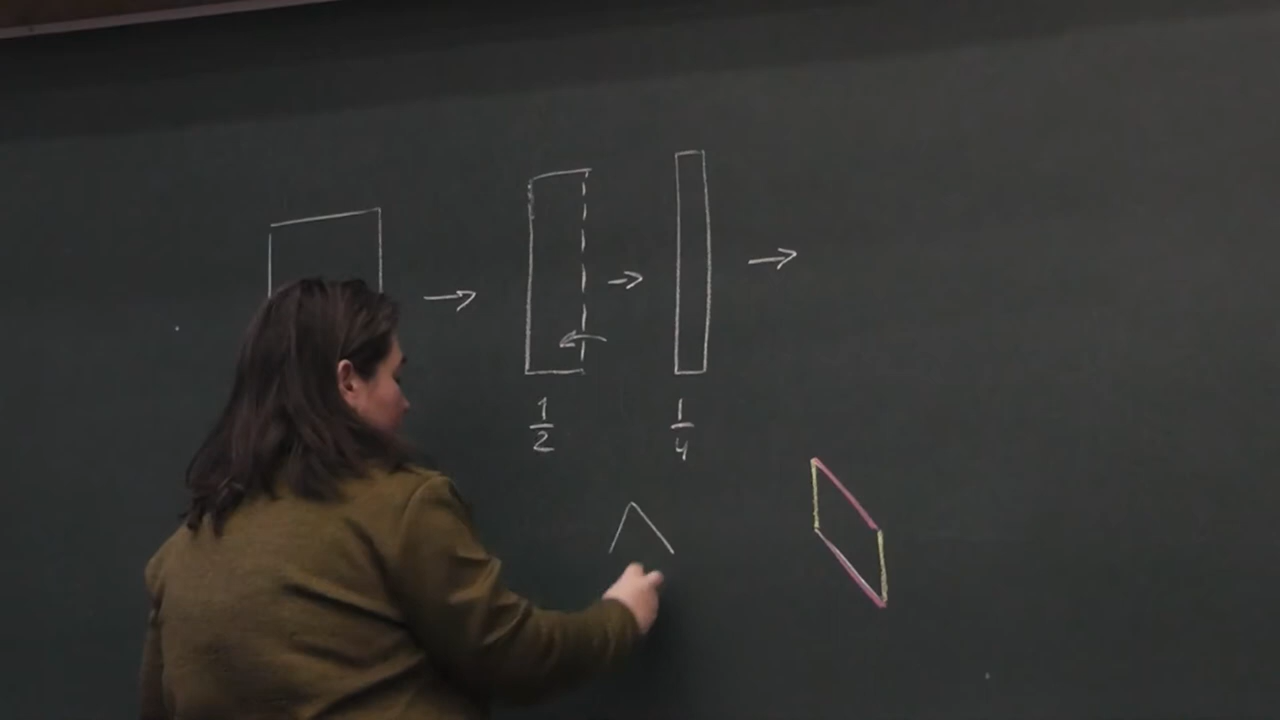 → → →
1/2 1/4